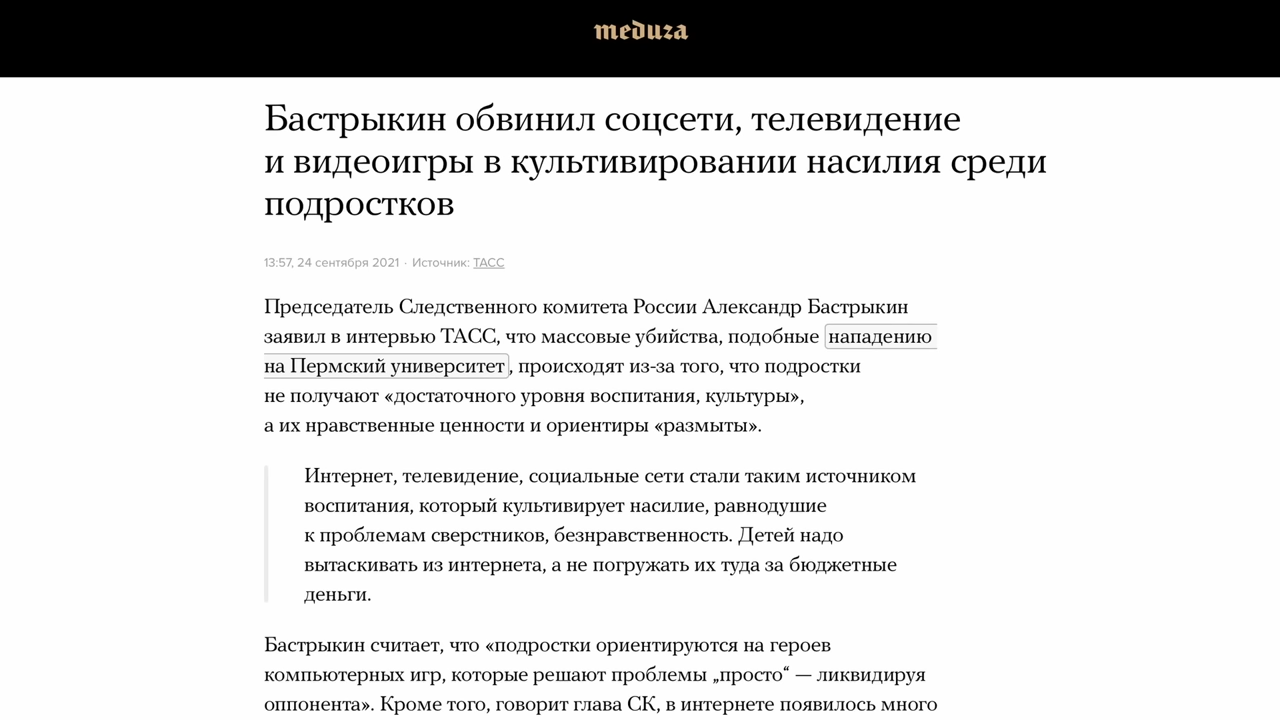 meduza
Бастрыкин обвинил соцсети, телевидение
и видеоигры в культивировании насилия среди
подростков
13:57, 24 сентября 2021 · Источник: ТАСС
Председатель Следственного комитета России Александр Бастрыкин
заявил в интервью ТАСС, что массовые убийства, подобные нападению
на Пермский университет, происходят из-за того, что подростки
не получают «достаточного уровня воспитания, культуры»,
а их нравственные ценности и ориентиры «размыты».
Интернет, телевидение, социальные сети стали таким источником
воспитания, который культивирует насилие, равнодушие
к проблемам сверстников, безнравственность. Детей надо
вытаскивать из интернета, а не погружать их туда за бюджетные
деньги.
Бастрыкин считает, что «подростки ориентируются на героев
компьютерных игр, которые решают проблемы „просто“ — ликвидируя
оппонента». Кроме того, говорит глава СК, в интернете появилось много